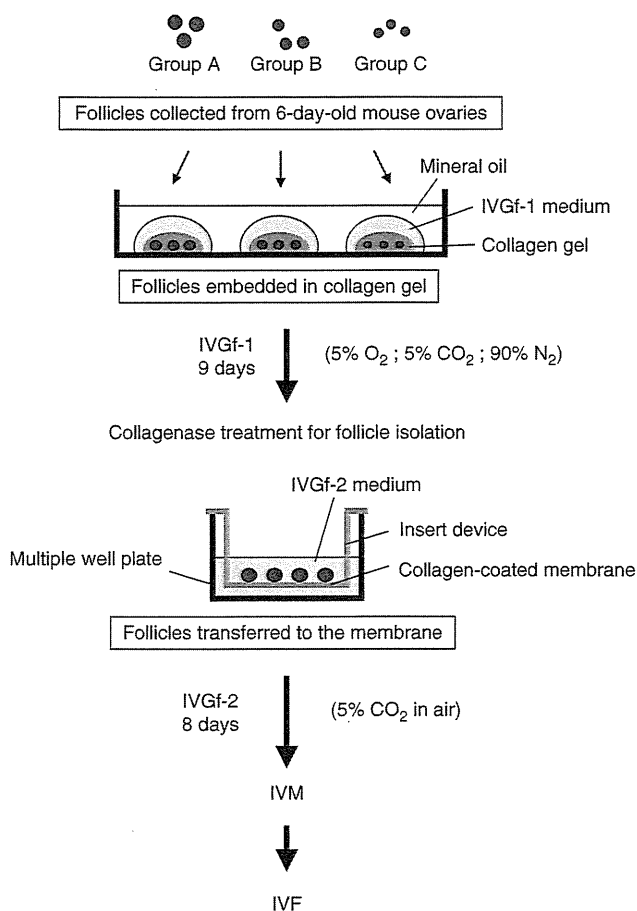 Group A
Group B
Group C
Follicles collected from 6-day-old mouse ovaries
Mineral oil
IVGf-1 medium
Collagen gel
Follicles embedded in collagen gel
IVGf-1
9 days
(5% O₂ ; 5% CO₂ ; 90% N₂)
Collagenase treatment for follicle isolation
IVGf-2 medium
Insert device
Multiple well plate
Collagen-coated membrane
Follicles transferred to the membrane
IVGf-2
8 days
(5% CO₂ in air)
IVM
IVF